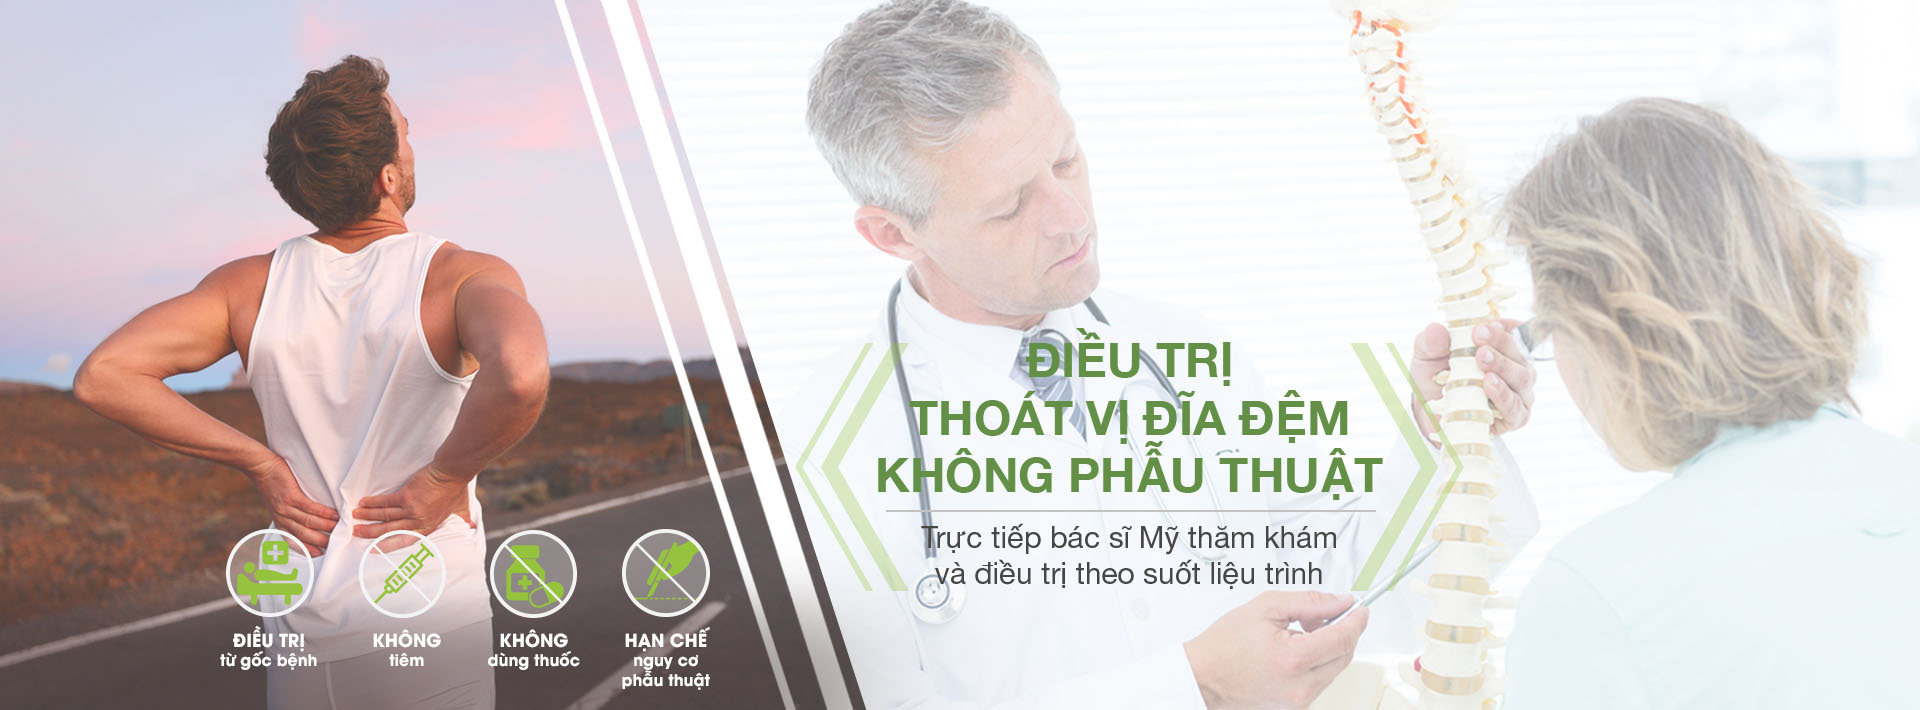 ĐIỀU TRỊ
THOÁT VỊ ĐĨA ĐỆM
KHÔNG PHẪU THUẬT
Trực tiếp bác sĩ Mỹ thăm khám
và điều trị theo suốt liệu trình
ĐIỀU TRỊ
từ gốc bệnh
KHÔNG
tiêm
KHÔNG
dùng thuốc
HẠN CHẾ
nguy cơ
phẫu thuật